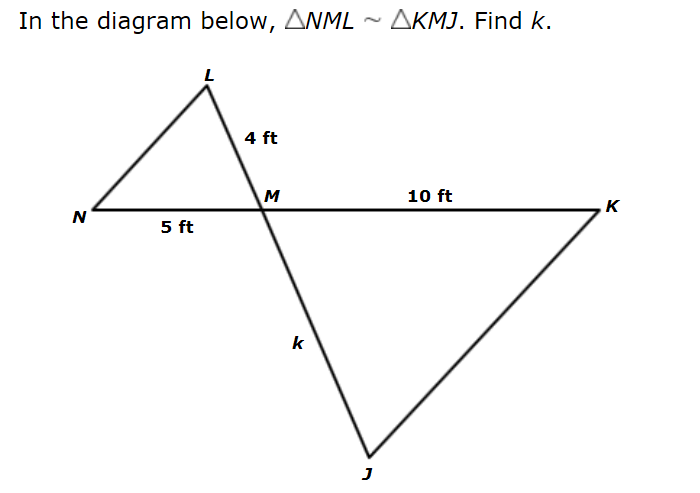 In the diagram below, △NML ~ △KMJ. Find k.
L
4 ft
M
10 ft
K
N
5 ft
k
J